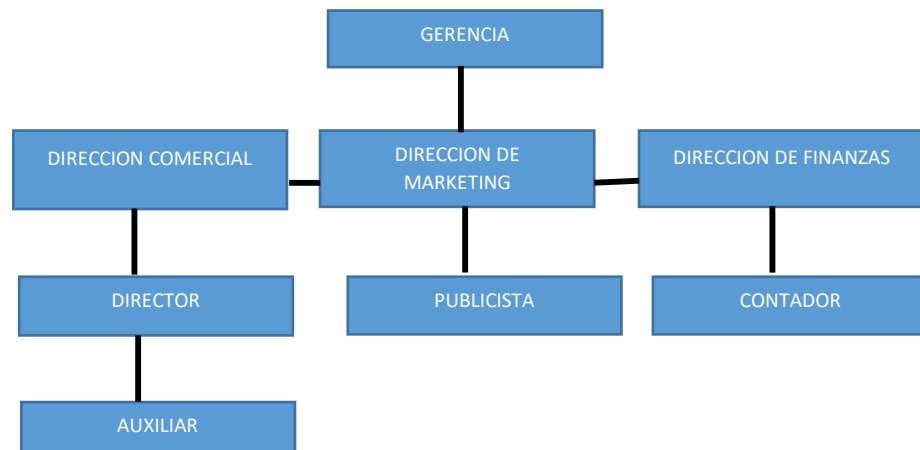 GERENCIA
DIRECCION COMERCIAL
DIRECCION DE
MARKETING
DIRECCION DE FINANZAS
DIRECTOR
PUBLICISTA
CONTADOR
AUXILIAR